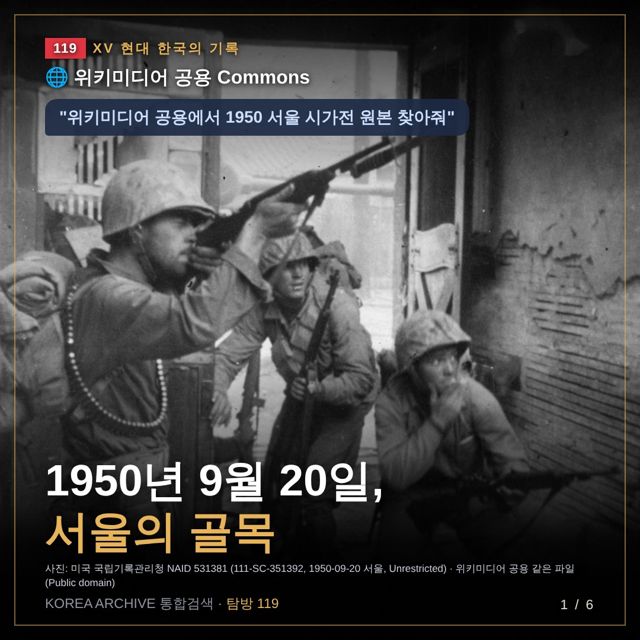 119 XV 현대 한국의 기록
위키미디어 공용 Commons
"위키미디어 공용에서 1950 서울 시가전 원본 찾아줘"
1950년 9월 20일,
서울의 골목
사진: 미국 국립기록관리청 NAID 531381 (111-SC-351392, 1950-09-20 서울, Unrestricted) · 위키미디어 공용 같은 파일
(Public domain)
KOREA ARCHIVE 통합검색 · 탐방 119
1 / 6